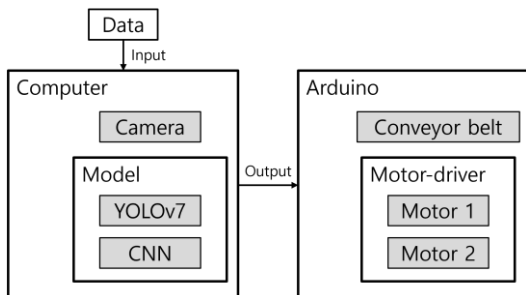 Data
Input
Computer
Camera
Model
YOLOv7
CNN
Output
Arduino
Conveyor belt
Motor-driver
Motor 1
Motor 2